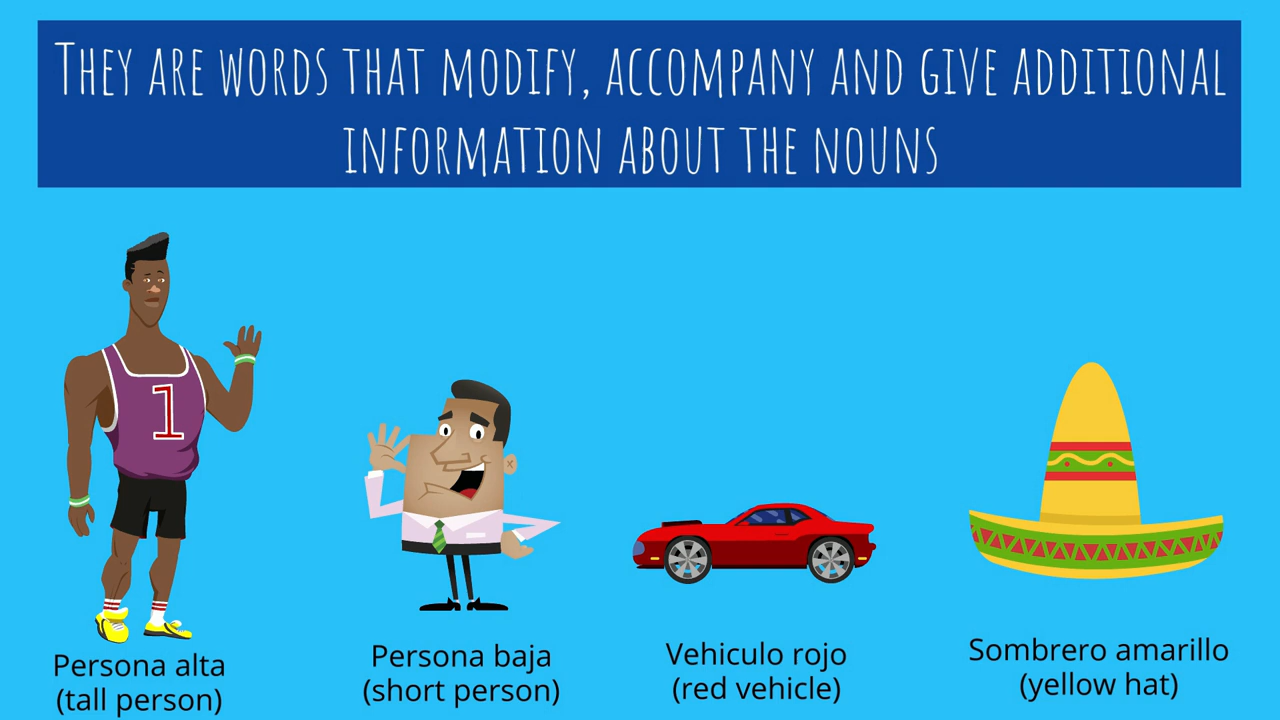 They are words that modify, accompany and give additional
information about the nouns
1
Persona alta
(tall person)
Persona baja
(short person)
Vehiculo rojo
(red vehicle)
Sombrero amarillo
(yellow hat)